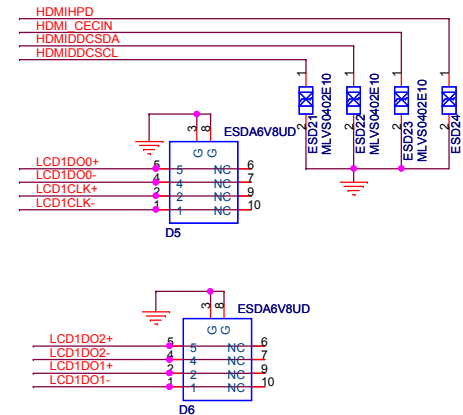 HDMIHPD
HDMI_CECIN
HDMIDDCSDA
HDMIDDCSCL
1 1 1 1
2 2 2 2
ESD21
MLVS0402E10
ESD22
MLVS0402E10
ESD23
MLVS0402E10
ESD24
ESDA6V8UD
3 8
G G
LCD1DO0+ 5 5 NC 6
LCD1DO0- 4 4 NC 7
LCD1CLK+ 2 2 NC 9
LCD1CLK- 1 1 NC 10
D5
ESDA6V8UD
3 8
G G
LCD1DO2+ 5 5 NC 6
LCD1DO2- 4 4 NC 7
LCD1DO1+ 2 2 NC 9
LCD1DO1- 1 1 NC 10
D6